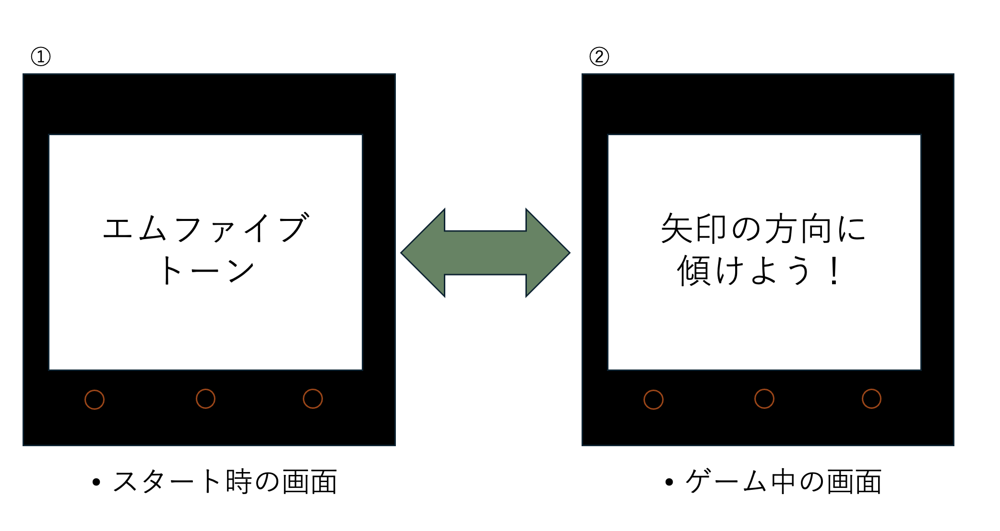 ①
エムファイブ
トーン
• スタート時の画面
②
矢印の方向に
傾けよう！
• ゲーム中の画面